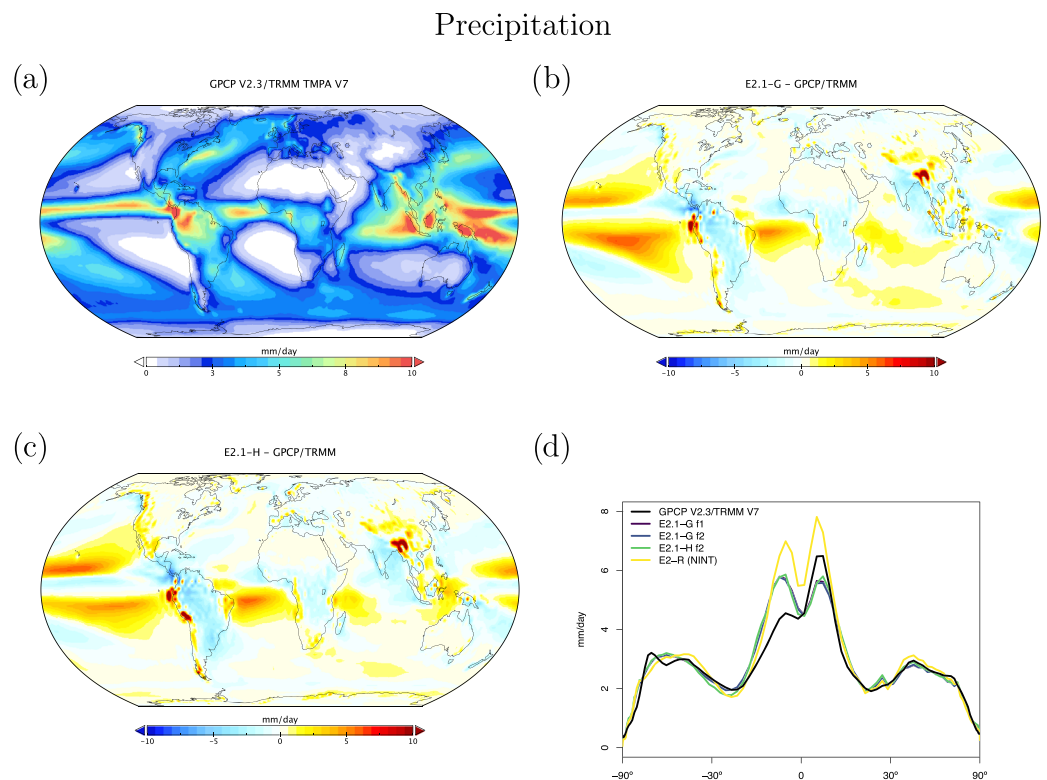 Precipitation
(a)
GPCP V2.3/TRMM TMPA V7
mm/day
0 3 5 8 10
(b)
E2.1-G - GPCP/TRMM
mm/day
-10 -5 0 5 10
(c)
E2.1-H - GPCP/TRMM
mm/day
-10 -5 0 5 10
(d)
GPCP V2.3/TRMM V7
E2.1-G f1
E2.1-G f2
E2.1-H f2
E2-R (NINT)
mm/day
8
6
4
2
0
-90° -30° 0 30° 90°